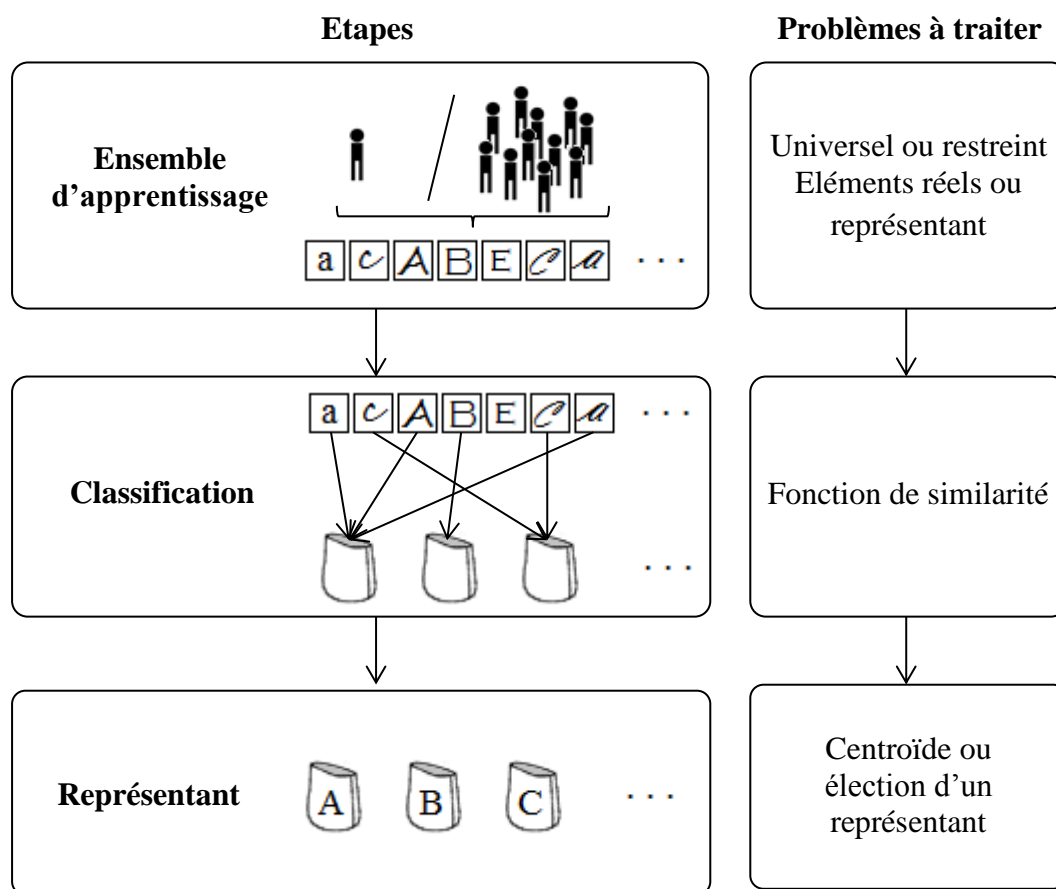 Etapes
Problèmes à traiter
Ensemble
d’apprentissage
a c A B E C a . . .
Universel ou restreint
Eléments réels ou
représentant
a c A B E C a . . .
Classification
. . .
Fonction de similarité
Représentant
A B C . . .
Centroïde ou
élection d’un
représentant